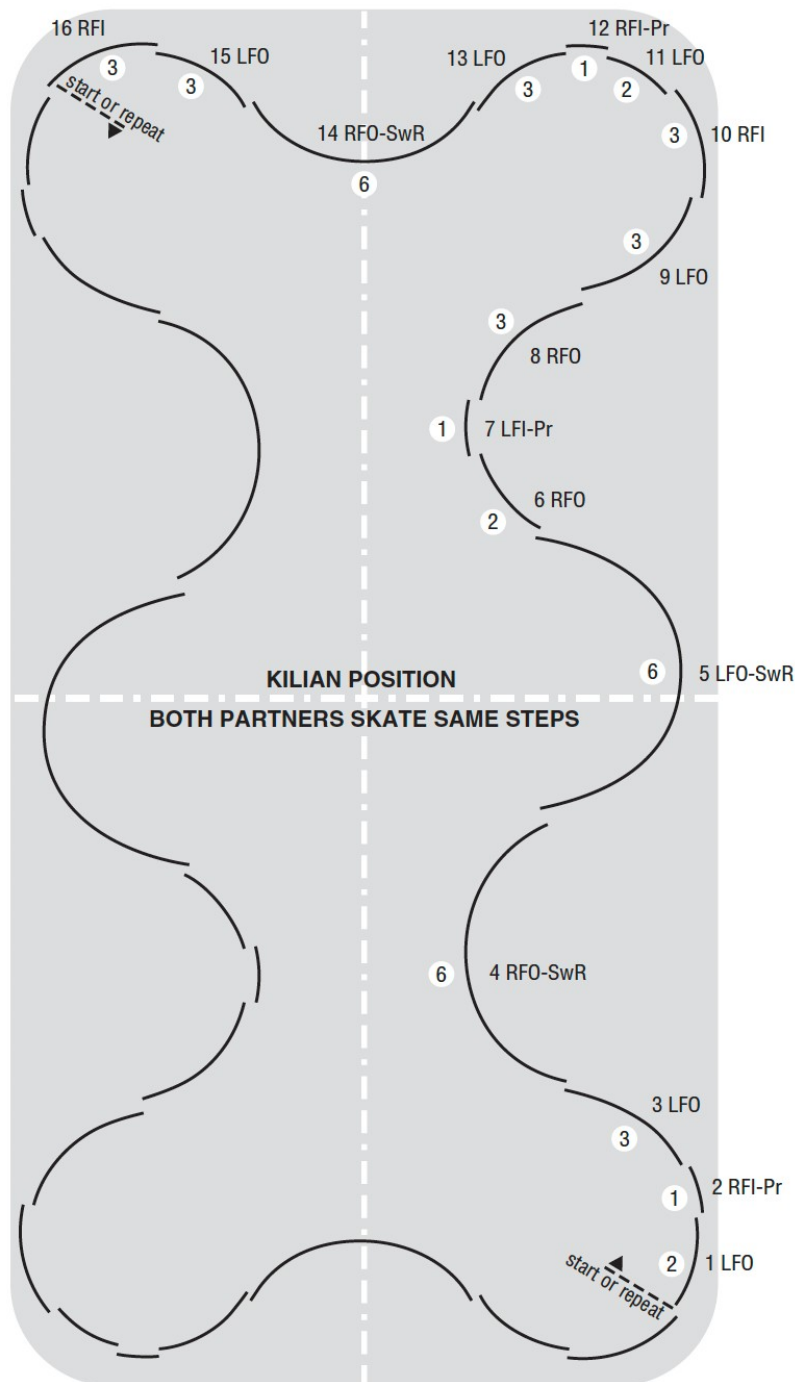 16 RFI
3
15 LFO
3
start or repeat
14 RFO-SwR
6
13 LFO
3
12 RFI-Pr
1
11 LFO
2
10 RFI
3
9 LFO
3
8 RFO
3
7 LFI-Pr
1
6 RFO
2
5 LFO-SwR
6
KILIAN POSITION
BOTH PARTNERS SKATE SAME STEPS
4 RFO-SwR
6
3 LFO
3
2 RFI-Pr
1
1 LFO
2
start or repeat